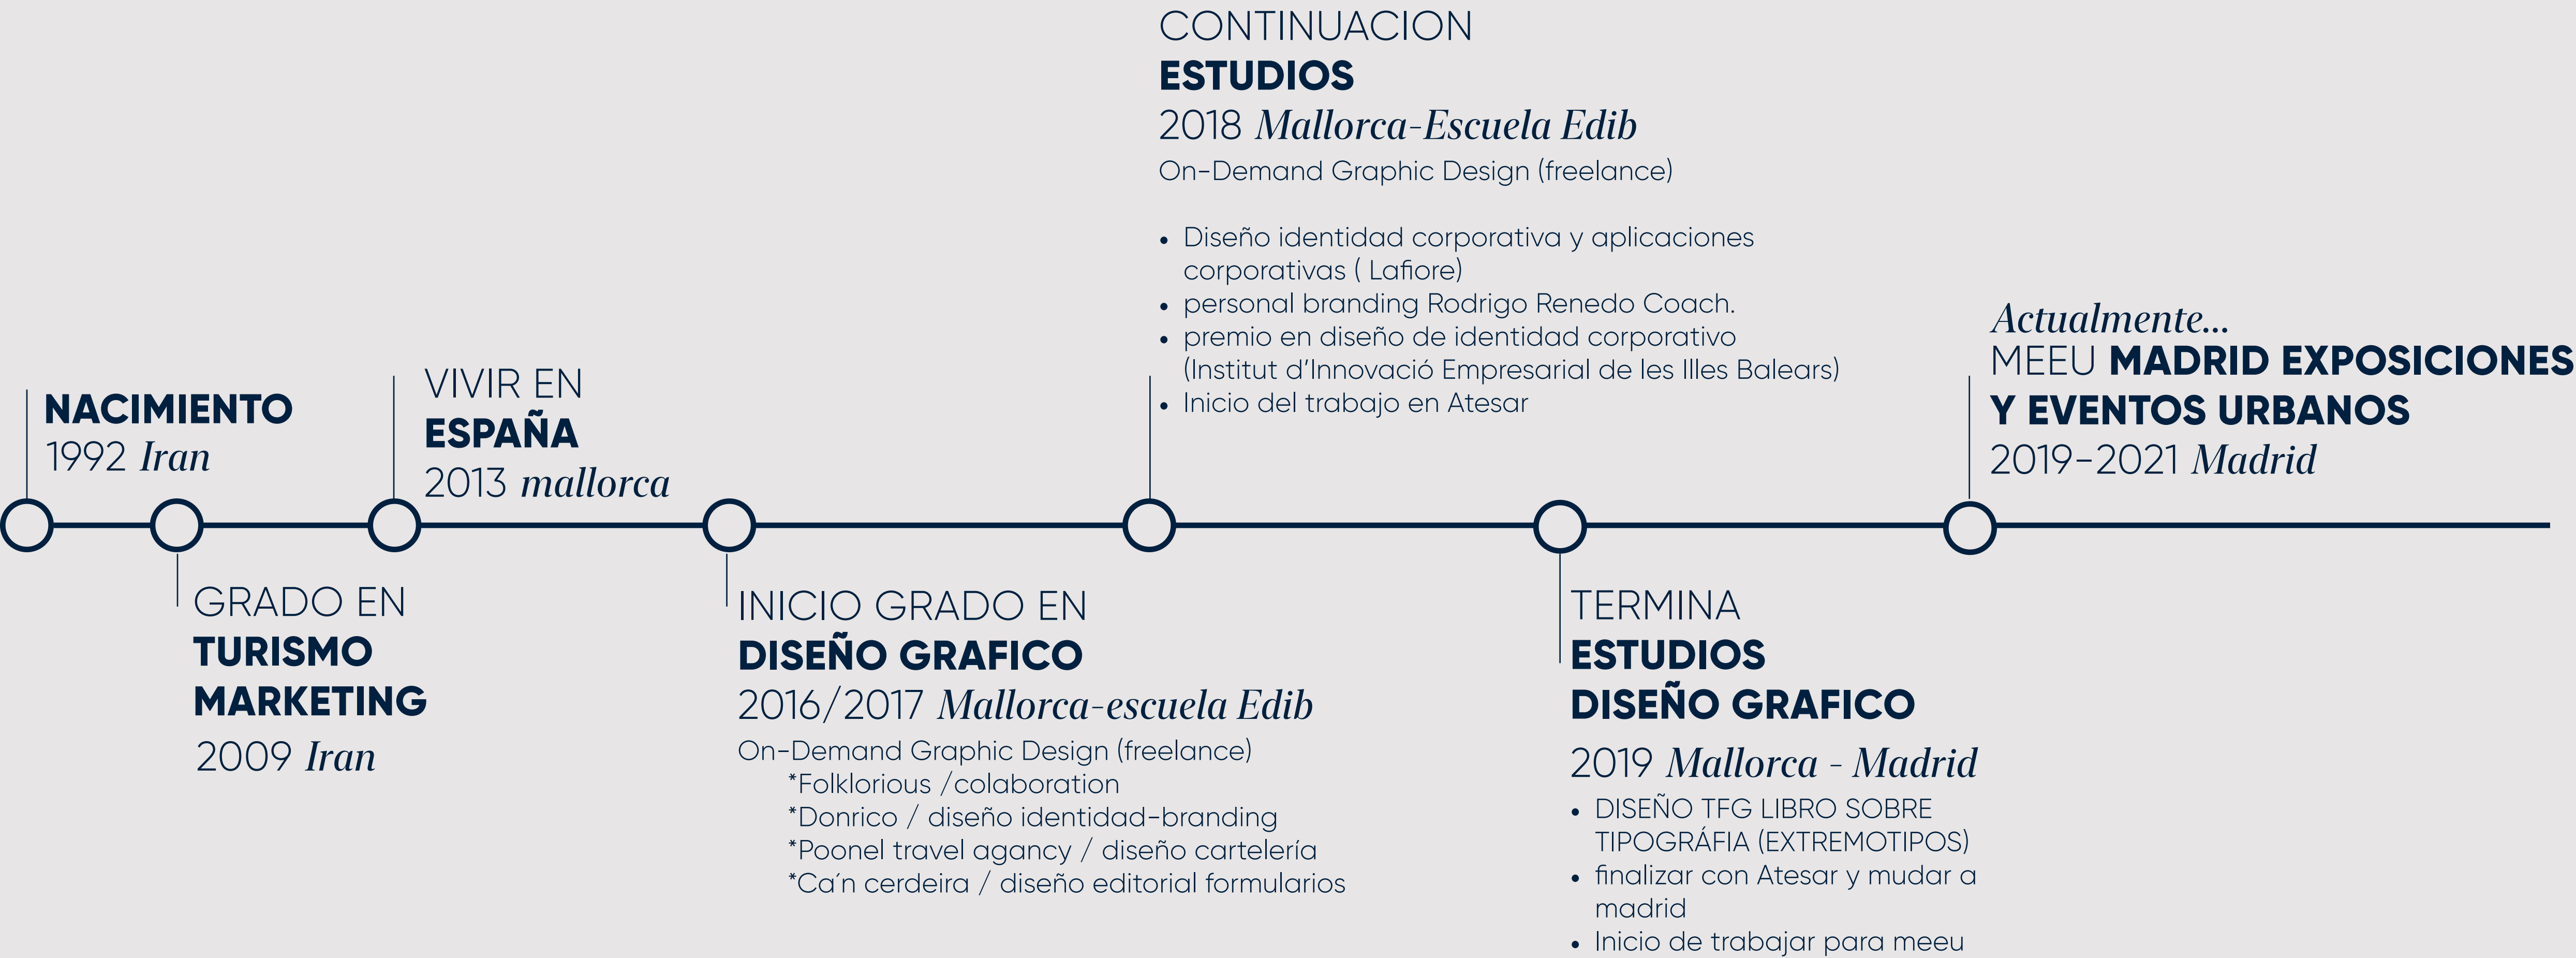 NACIMIENTO
1992 Iran
GRADO EN
TURISMO
MARKETING
2009 Iran
VIVIR EN
ESPAÑA
2013 mallorca
INICIO GRADO EN
DISEÑO GRAFICO
2016/2017 Mallorca-escuela Edib
On-Demand Graphic Design (freelance)
*Folklorious /colaboration
*Donrico / diseño identidad-branding
*Poonel travel agancy / diseño cartelería
*Ca´n cerdeira / diseño editorial formularios
CONTINUACION
ESTUDIOS
2018 Mallorca-Escuela Edib
On-Demand Graphic Design (freelance)
• Diseño identidad corporativa y aplicaciones
corporativas ( Lafiore)
• personal branding Rodrigo Renedo Coach.
• premio en diseño de identidad corporativo
(Institut d’Innovació Empresarial de les Illes Balears)
• Inicio del trabajo en Atesar
TERMINA
ESTUDIOS
DISEÑO GRAFICO
2019 Mallorca - Madrid
• DISEÑO TFG LIBRO SOBRE
TIPOGRÁFIA (EXTREMOTIPOS)
• finalizar con Atesar y mudar a
madrid
• Inicio de trabajar para meeu
Actualmente...
MEEU MADRID EXPOSICIONES
Y EVENTOS URBANOS
2019-2021 Madrid